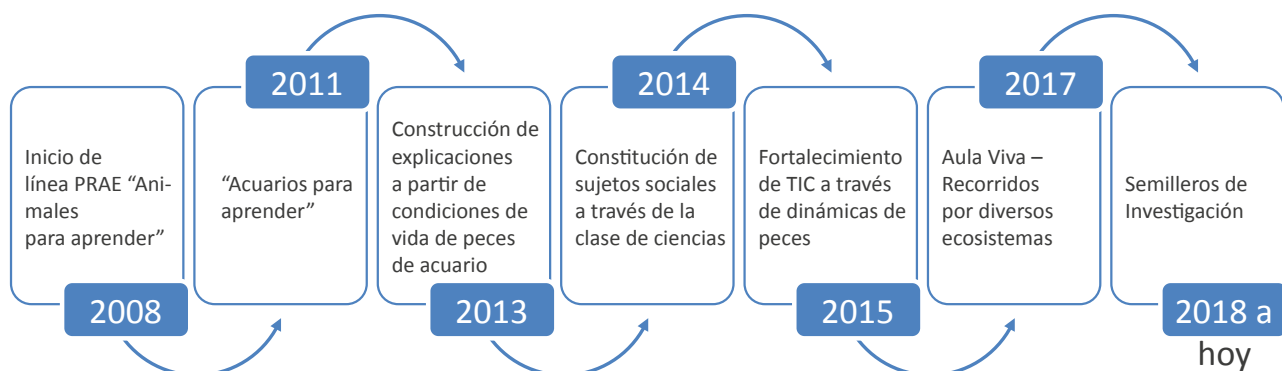 2008
Inicio de
línea PRAE “Ani-
males
para aprender”
2011
“Acuarios para
aprender”
2013
Construcción de
explicaciones
a partir de
condiciones de
vida de peces
de acuario
2014
Constitución de
sujetos sociales
a través de la
clase de ciencias
2015
Fortalecimiento
de TIC a través
de dinámicas de
peces
2017
Aula Viva –
Recorridos
por diversos
ecosistemas
2018 a
hoy
Semilleros de
Investigación